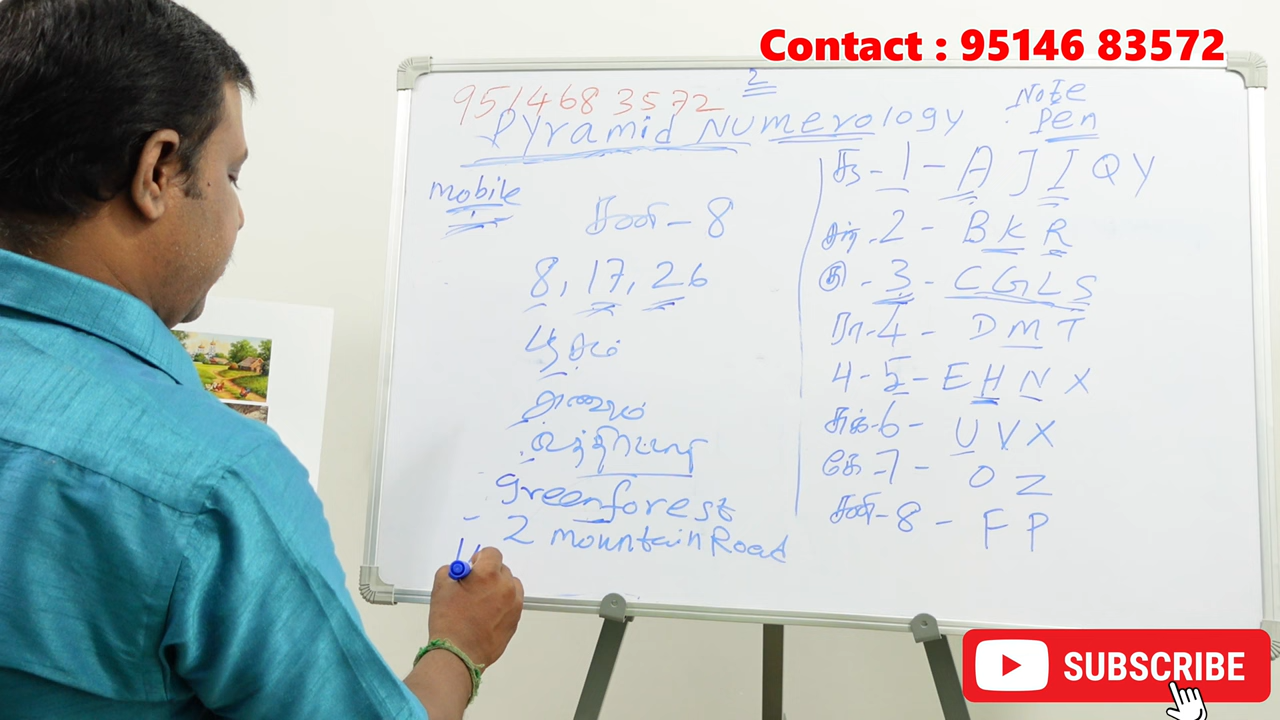 Contact : 95146 83572
2
9514683572
Pyramid Numerology
Note
Pen
mobile
சனி - 8
8, 17, 26
greenforest
2 mountain Road
1 - A J I Q Y
2 - B K R
3 - C G L S
4 - D M T
5 - E H N X
6 - U V X
கே - 7 - O Z
சனி - 8 - F P
SUBSCRIBE